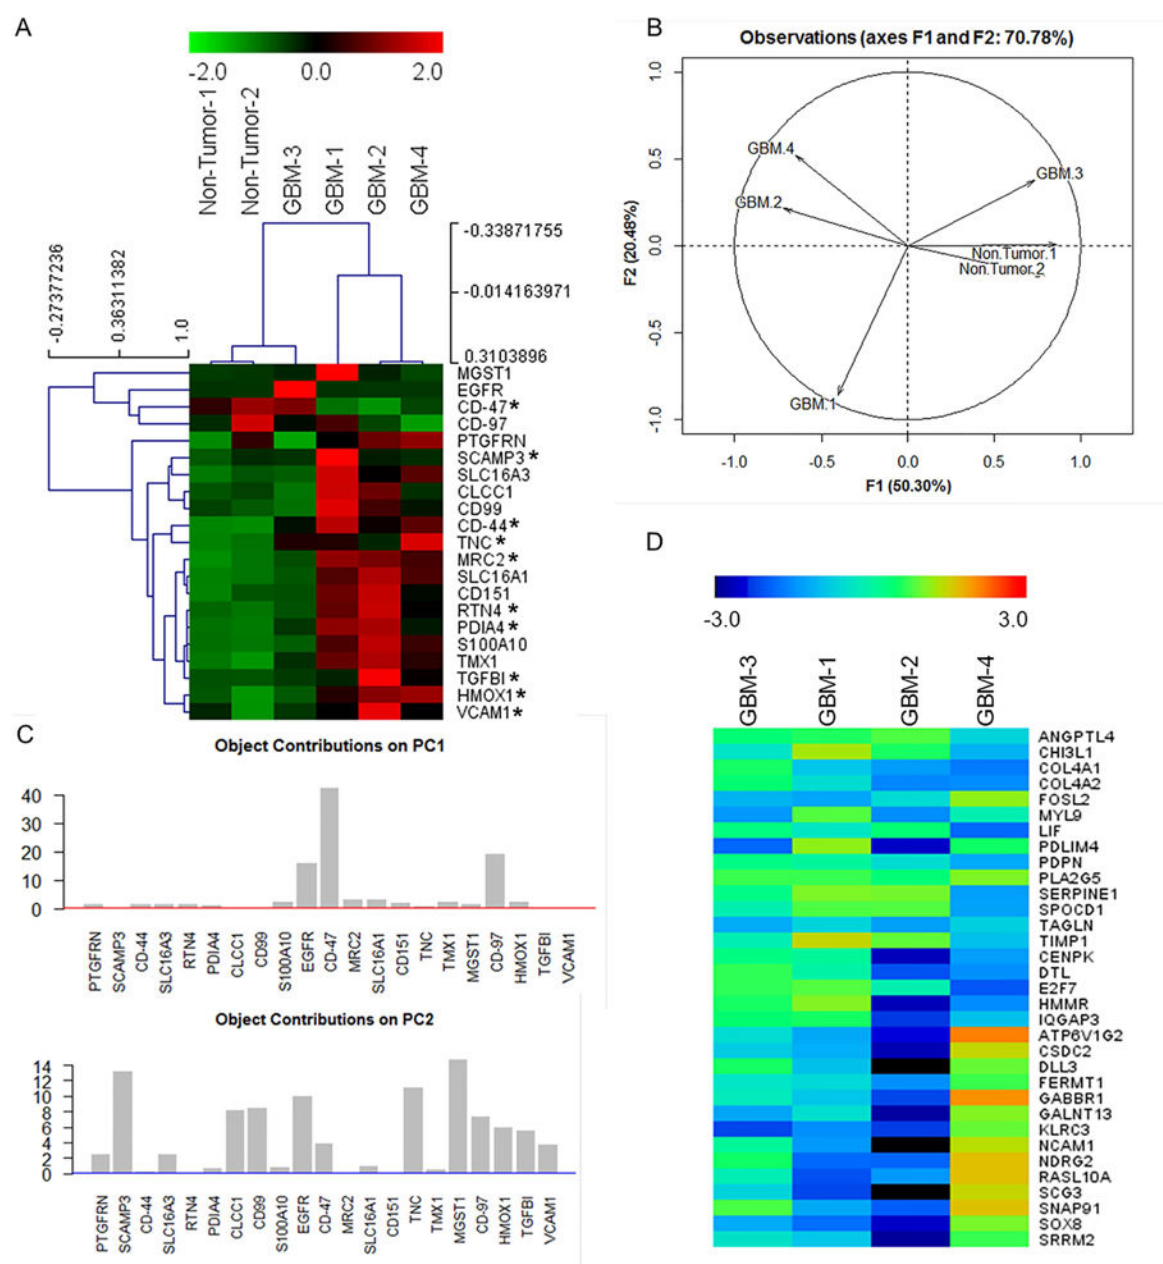 A
-2.0 0.0 2.0
Non-Tumor-1
Non-Tumor-2
GBM-3
GBM-1
GBM-2
GBM-4
-0.33871755
-0.014163971
0.3103896
-0.27377236
0.36311382
1.0
MGST1
EGFR
CD-47*
CD-97
PTGFRN
SCAMP3*
SLC16A3
CLCC1
CD99
CD-44*
TNC*
MRC2*
SLC16A1
CD151
RTN4*
PDIA4*
S100A10
TMX1
TGFBI*
HMOX1*
VCAM1*
B
Observations (axes F1 and F2: 70.78%)
F2 (20.48%)
1.0
0.5
0.0
-0.5
-1.0
GBM.4
GBM.2
GBM.3
Non.Tumor.1
Non.Tumor.2
GBM.1
-1.0 -0.5 0.0 0.5 1.0
F1 (50.30%)
C
Object Contributions on PC1
40
30
20
10
0
PTGFRN
SCAMP3
CD-44
SLC16A3
RTN4
PDIA4
CLCC1
CD99
S100A10
EGFR
CD-47
MRC2
SLC16A1
CD151
TNC
TMX1
MGST1
CD-97
HMOX1
TGFBI
VCAM1
Object Contributions on PC2
14
12
10
8
6
4
2
0
PTGFRN
SCAMP3
CD-44
SLC16A3
RTN4
PDIA4
CLCC1
CD99
S100A10
EGFR
CD-47
MRC2
SLC16A1
CD151
TNC
TMX1
MGST1
CD-97
HMOX1
TGFBI
VCAM1
D
-3.0 3.0
GBM-3
GBM-1
GBM-2
GBM-4
ANGPTL4
CHI3L1
COL4A1
COL4A2
FOSL2
MYL9
LIF
PDLIM4
PDPN
PLA2G5
SERPINE1
SPOCD1
TAGLN
TIMP1
CENPK
DTL
E2F7
HMMR
IQGAP3
ATP6V1G2
CSDC2
DLL3
FERMT1
GABBR1
GALNT13
KLRC3
NCAM1
NDRG2
RASL10A
SCG3
SNAP91
SOX8
SRRM2